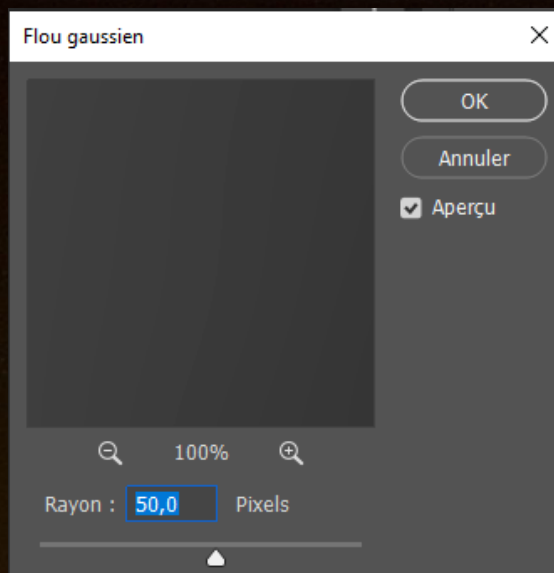 Flou gaussien
OK
Annuler
Aperçu
100%
Rayon : 50,0 Pixels